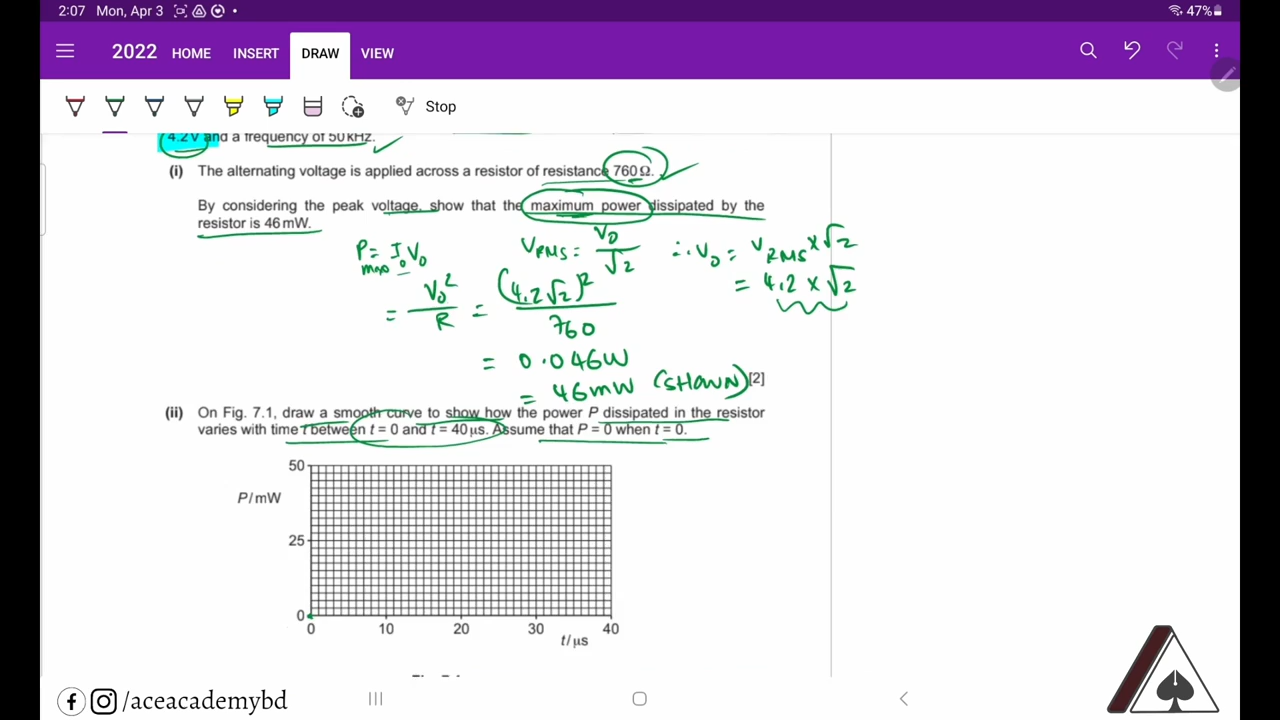 2:07 Mon, Apr 3
47%
2022 HOME INSERT DRAW VIEW
Stop
4.2V and a frequency of 50 kHz.
(i) The alternating voltage is applied across a resistor of resistance 760 Ω.
By considering the peak voltage, show that the maximum power dissipated by the
resistor is 46 mW.
P max = I₀V₀
V RMS = V₀/√2 ∴ V₀ = V RMS × √2
= 4.2 × √2
= V₀²/R = (4.2√2)²/760
= 0.046W
= 46mW (SHOWN) [2]
(ii) On Fig. 7.1, draw a smooth curve to show how the power P dissipated in the resistor
varies with time t between t = 0 and t = 40 μs. Assume that P = 0 when t = 0.
50
P/mW
25
0
0 10 20 30 40
t/μs
/aceacademybd